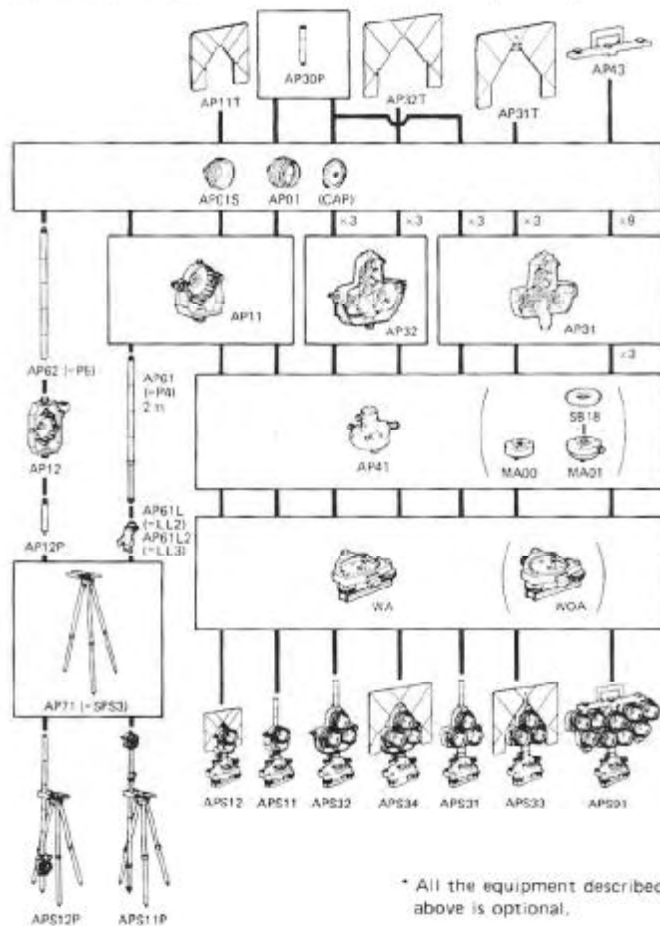 AP11T
AP30P
AP32T
AP31T
AP43
AP01S
AP01
(CAP)
×3
×3
×3
×3
×9
AP11
AP32
AP31
×3
AP62 (=P5)
AP61
(=P4)
2 m
AP12
AP41
SB18
MA00
MA01
AP12P
AP61L
(=LL2)
AP61L2
(=LL3)
WA
WOA
AP71 (=SFS3)
APS12
APS11
APS32
APS34
APS31
APS33
APS91
APS12P
APS11P
* All the equipment described
above is optional.